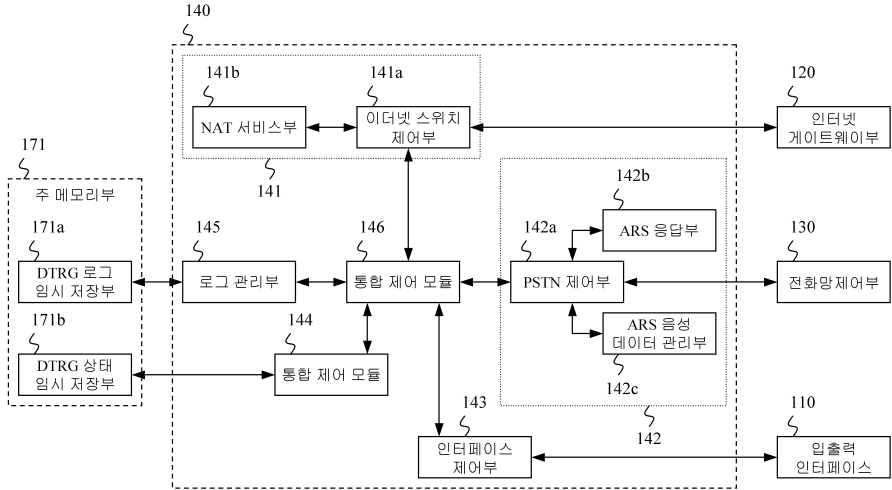 140
141b
141a
120
NAT 서비스부
이더넷 스위치
제어부
인터넷
게이트웨이부
171
141
142b
주 메모리부
171a
145
146
142a
ARS 응답부
130
DTRG 로그
임시 저장부
로그 관리부
통합 제어 모듈
PSTN 제어부
전화망제어부
171b
144
ARS 음성
데이터 관리부
DTRG 상태
임시 저장부
통합 제어 모듈
142c
143
142
110
인터페이스
제어부
입출력
인터페이스